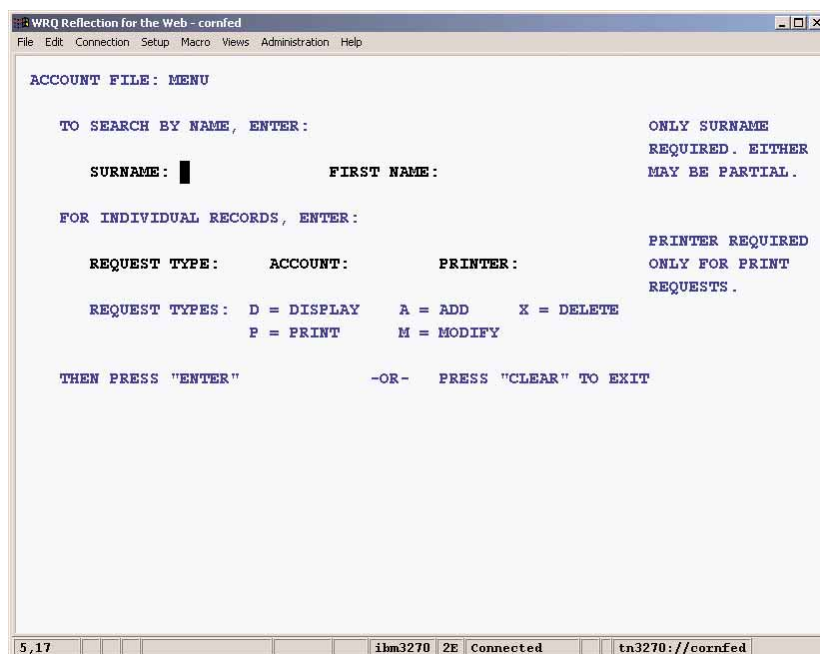 WRQ Reflection for the Web - cornfed
File Edit Connection Setup Macro Views Administration Help
ACCOUNT FILE: MENU
TO SEARCH BY NAME, ENTER:
ONLY SURNAME
REQUIRED. EITHER
MAY BE PARTIAL.
SURNAME: FIRST NAME:
FOR INDIVIDUAL RECORDS, ENTER:
PRINTER REQUIRED
ONLY FOR PRINT
REQUESTS.
REQUEST TYPE: ACCOUNT: PRINTER:
REQUEST TYPES: D = DISPLAY A = ADD X = DELETE
P = PRINT M = MODIFY
THEN PRESS "ENTER" -OR- PRESS "CLEAR" TO EXIT
5,17 ibm3270 2E Connected tn3270://cornfed